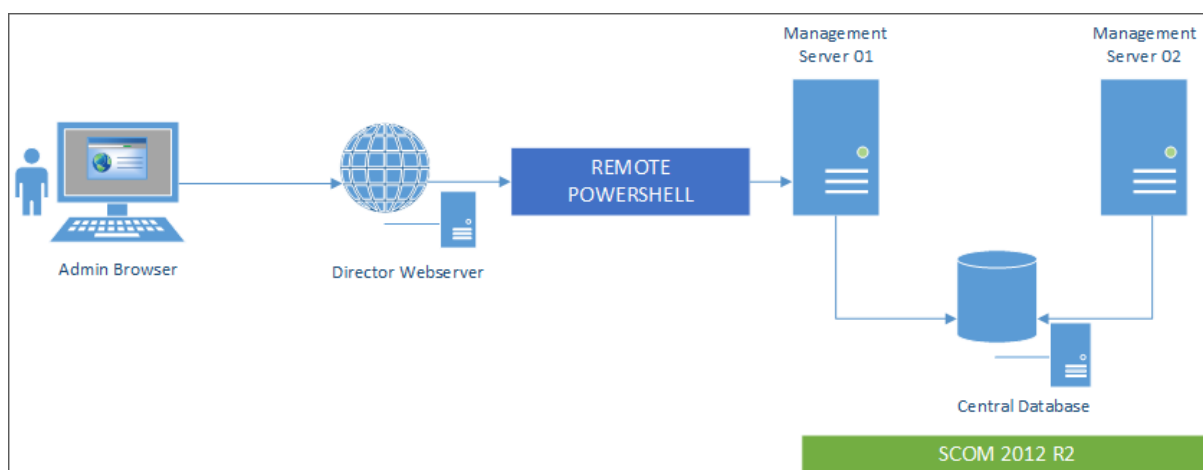 Management
Server 01
Management
Server 02
REMOTE
POWERSHELL
Admin Browser
Director Webserver
Central Database
SCOM 2012 R2